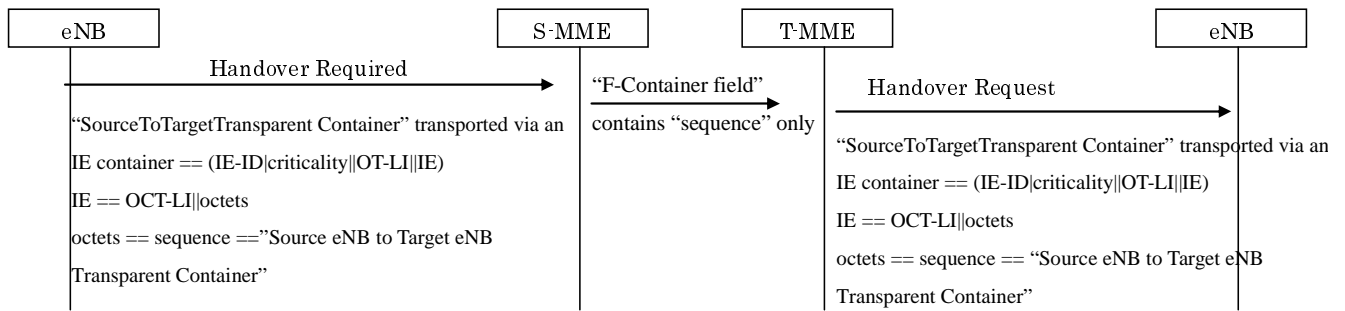 eNB
S-MME
T-MME
eNB
Handover Required
“F-Container field”
contains “sequence” only
Handover Request
“SourceToTargetTransparent Container” transported via an
IE container == (IE-ID|criticality||OT-LI||IE)
IE == OCT-LI||octets
octets == sequence ==”Source eNB to Target eNB
Transparent Container”
“SourceToTargetTransparent Container” transported via an
IE container == (IE-ID|criticality||OT-LI||IE)
IE == OCT-LI||octets
octets == sequence == “Source eNB to Target eNB
Transparent Container”